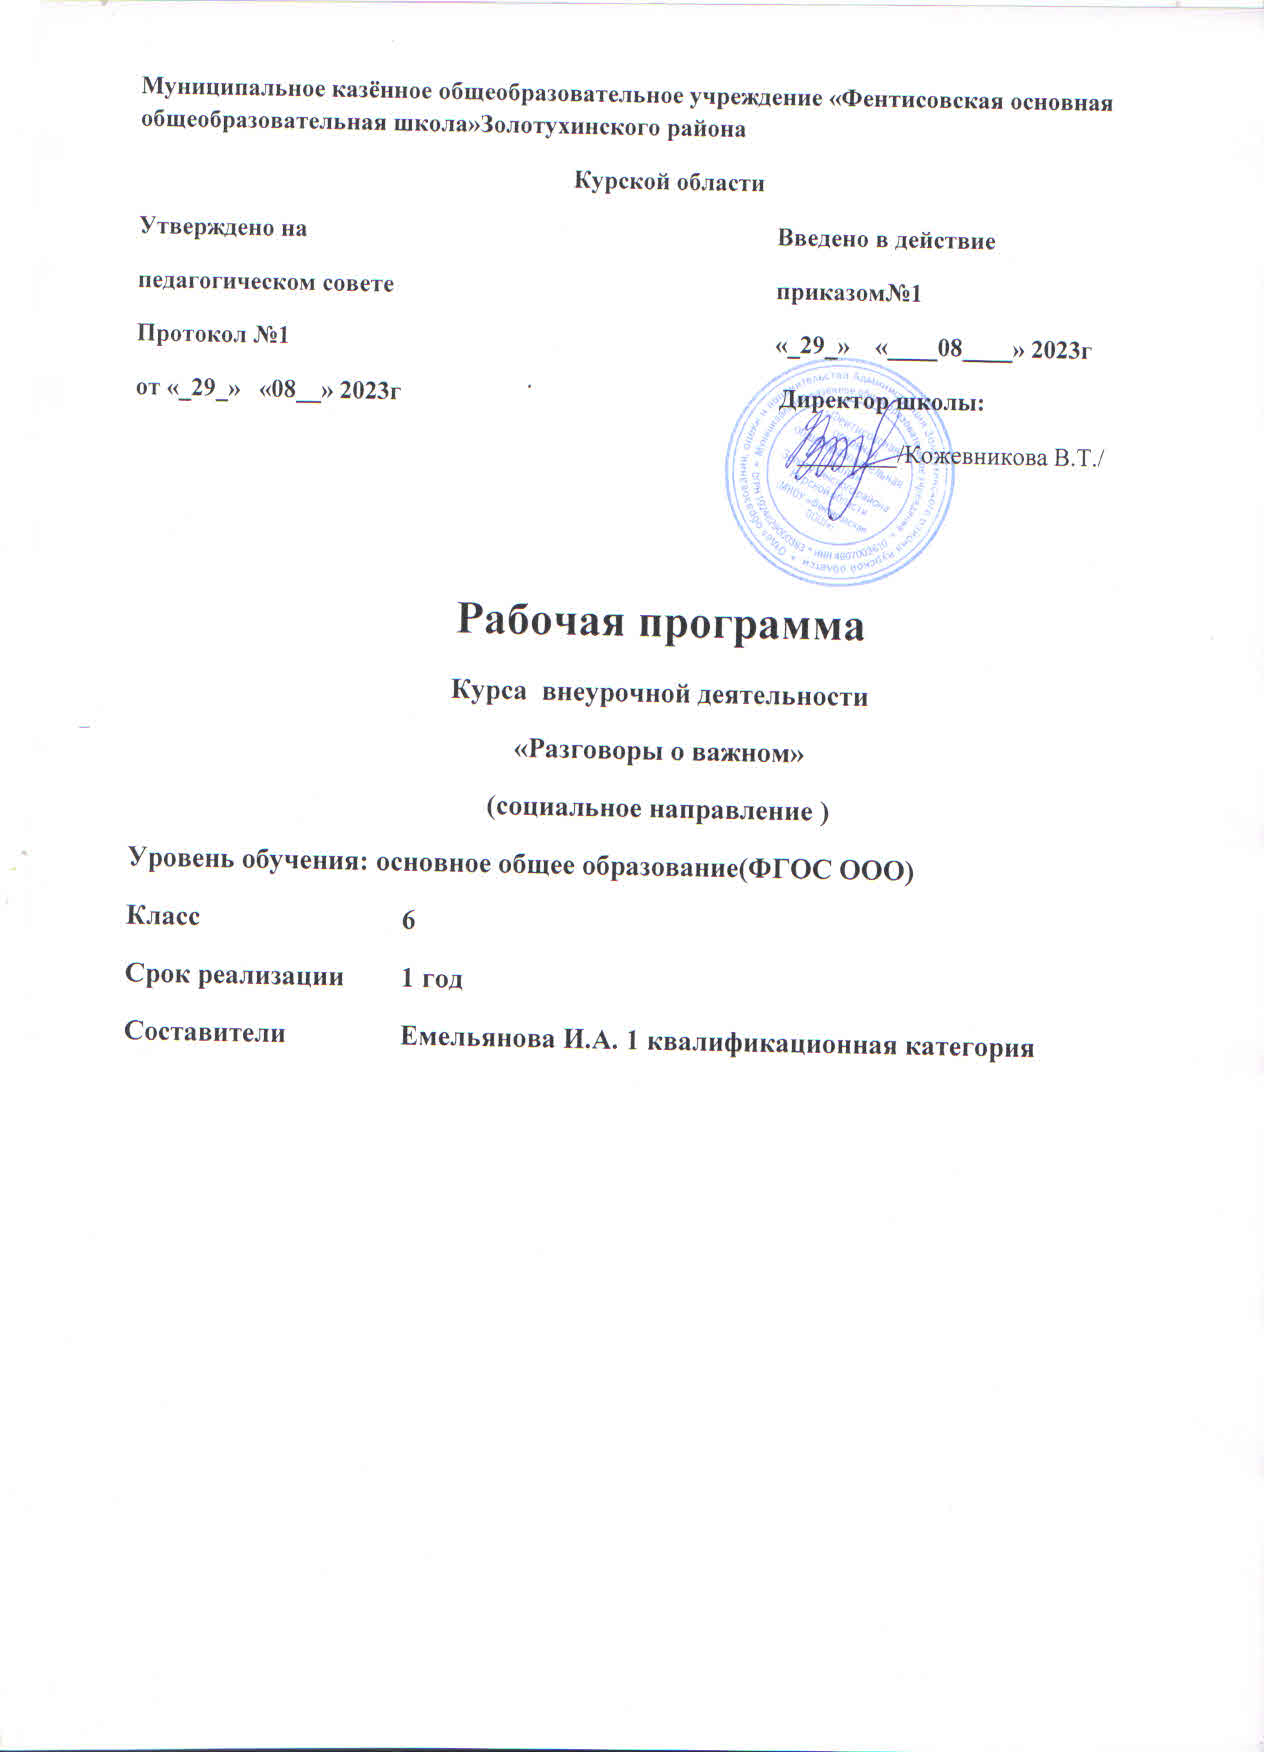 Муниципальное казённое общеобразовательное учреждение «Фентисовская основная
общеобразовательная школа»Золотухинского района
Курской области
Утверждено на
педагогическом совете
Протокол №1
от «_29_» «08__» 2023г
Введено в действие
приказом№1
«_29_» «____08____» 2023г
Директор школы:
________/Кожевникова В.Т./
Рабочая программа
Курса внеурочной деятельности
«Разговоры о важном»
(социальное направление )
Уровень обучения: основное общее образование(ФГОС ООО)
Класс 6
Срок реализации 1 год
Составители Емельянова И.А. 1 квалификационная категория